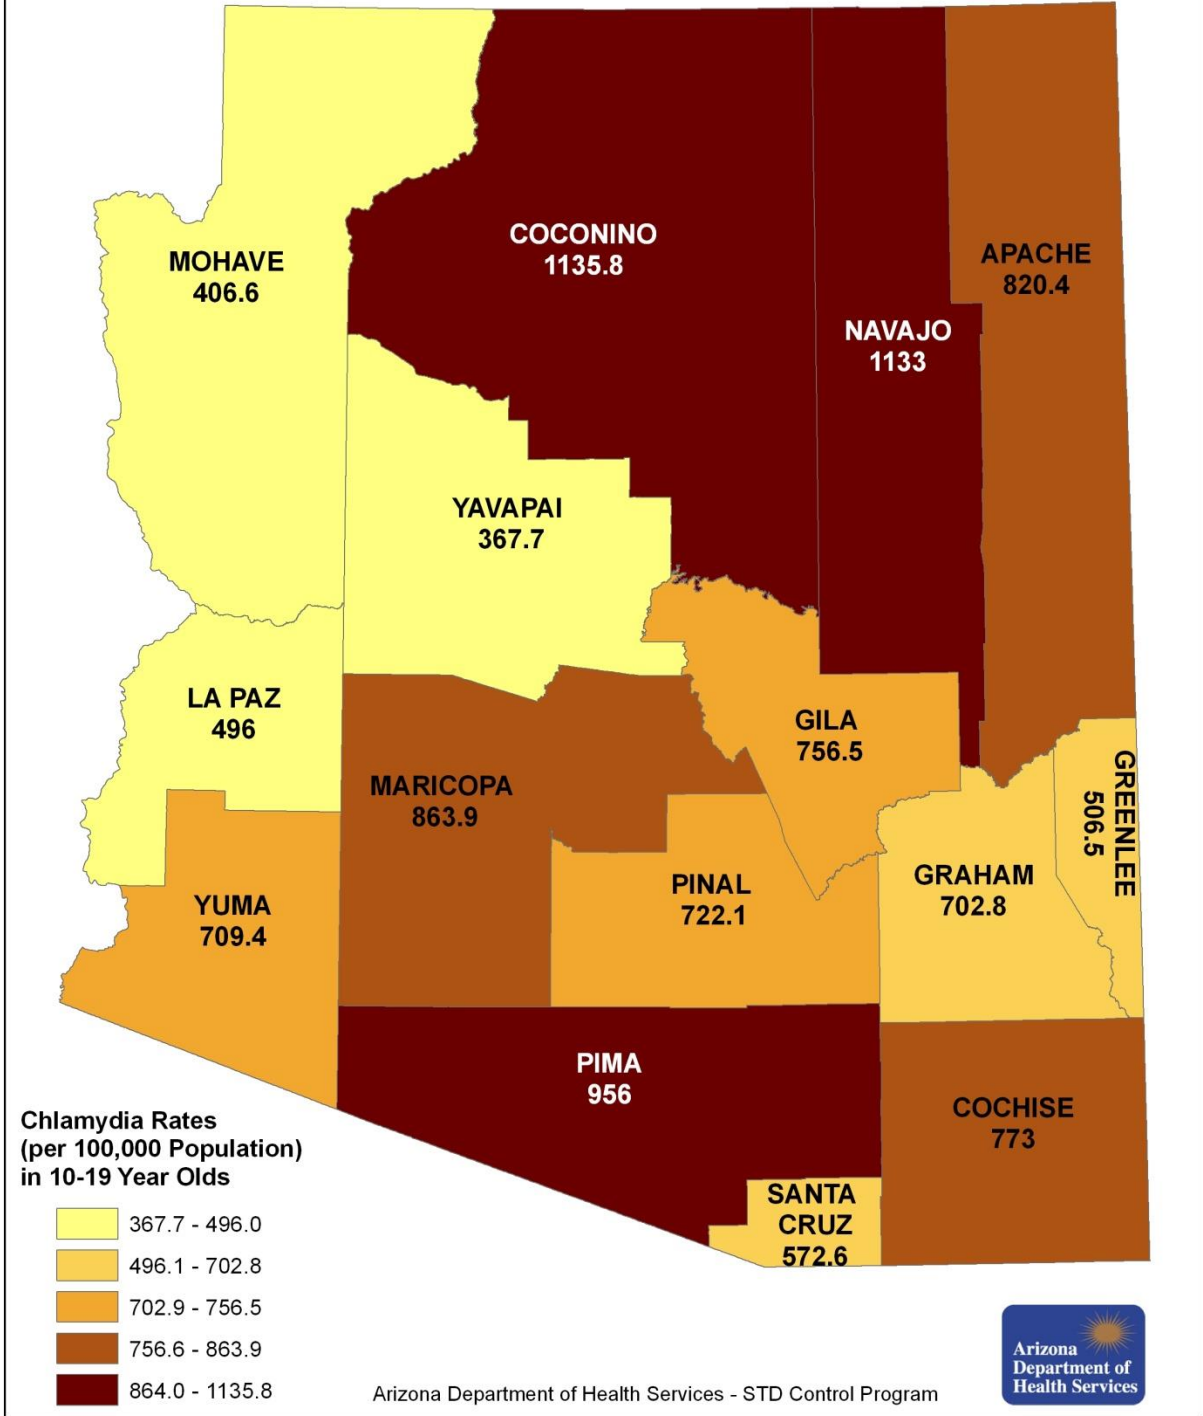 COCONINO
1135.8
MOHAVE
406.6
APACHE
820.4
NAVAJO
1133
YAVAPAI
367.7
LA PAZ
496
GILA
756.5
MARICOPA
863.9
GREENLEE
506.5
PINAL
722.1
GRAHAM
702.8
YUMA
709.4
PIMA
956
COCHISE
773
SANTA
CRUZ
572.6
Chlamydia Rates
(per 100,000 Population)
in 10-19 Year Olds
367.7 - 496.0
496.1 - 702.8
702.9 - 756.5
756.6 - 863.9
864.0 - 1135.8
Arizona Department of Health Services - STD Control Program
Arizona
Department of
Health Services